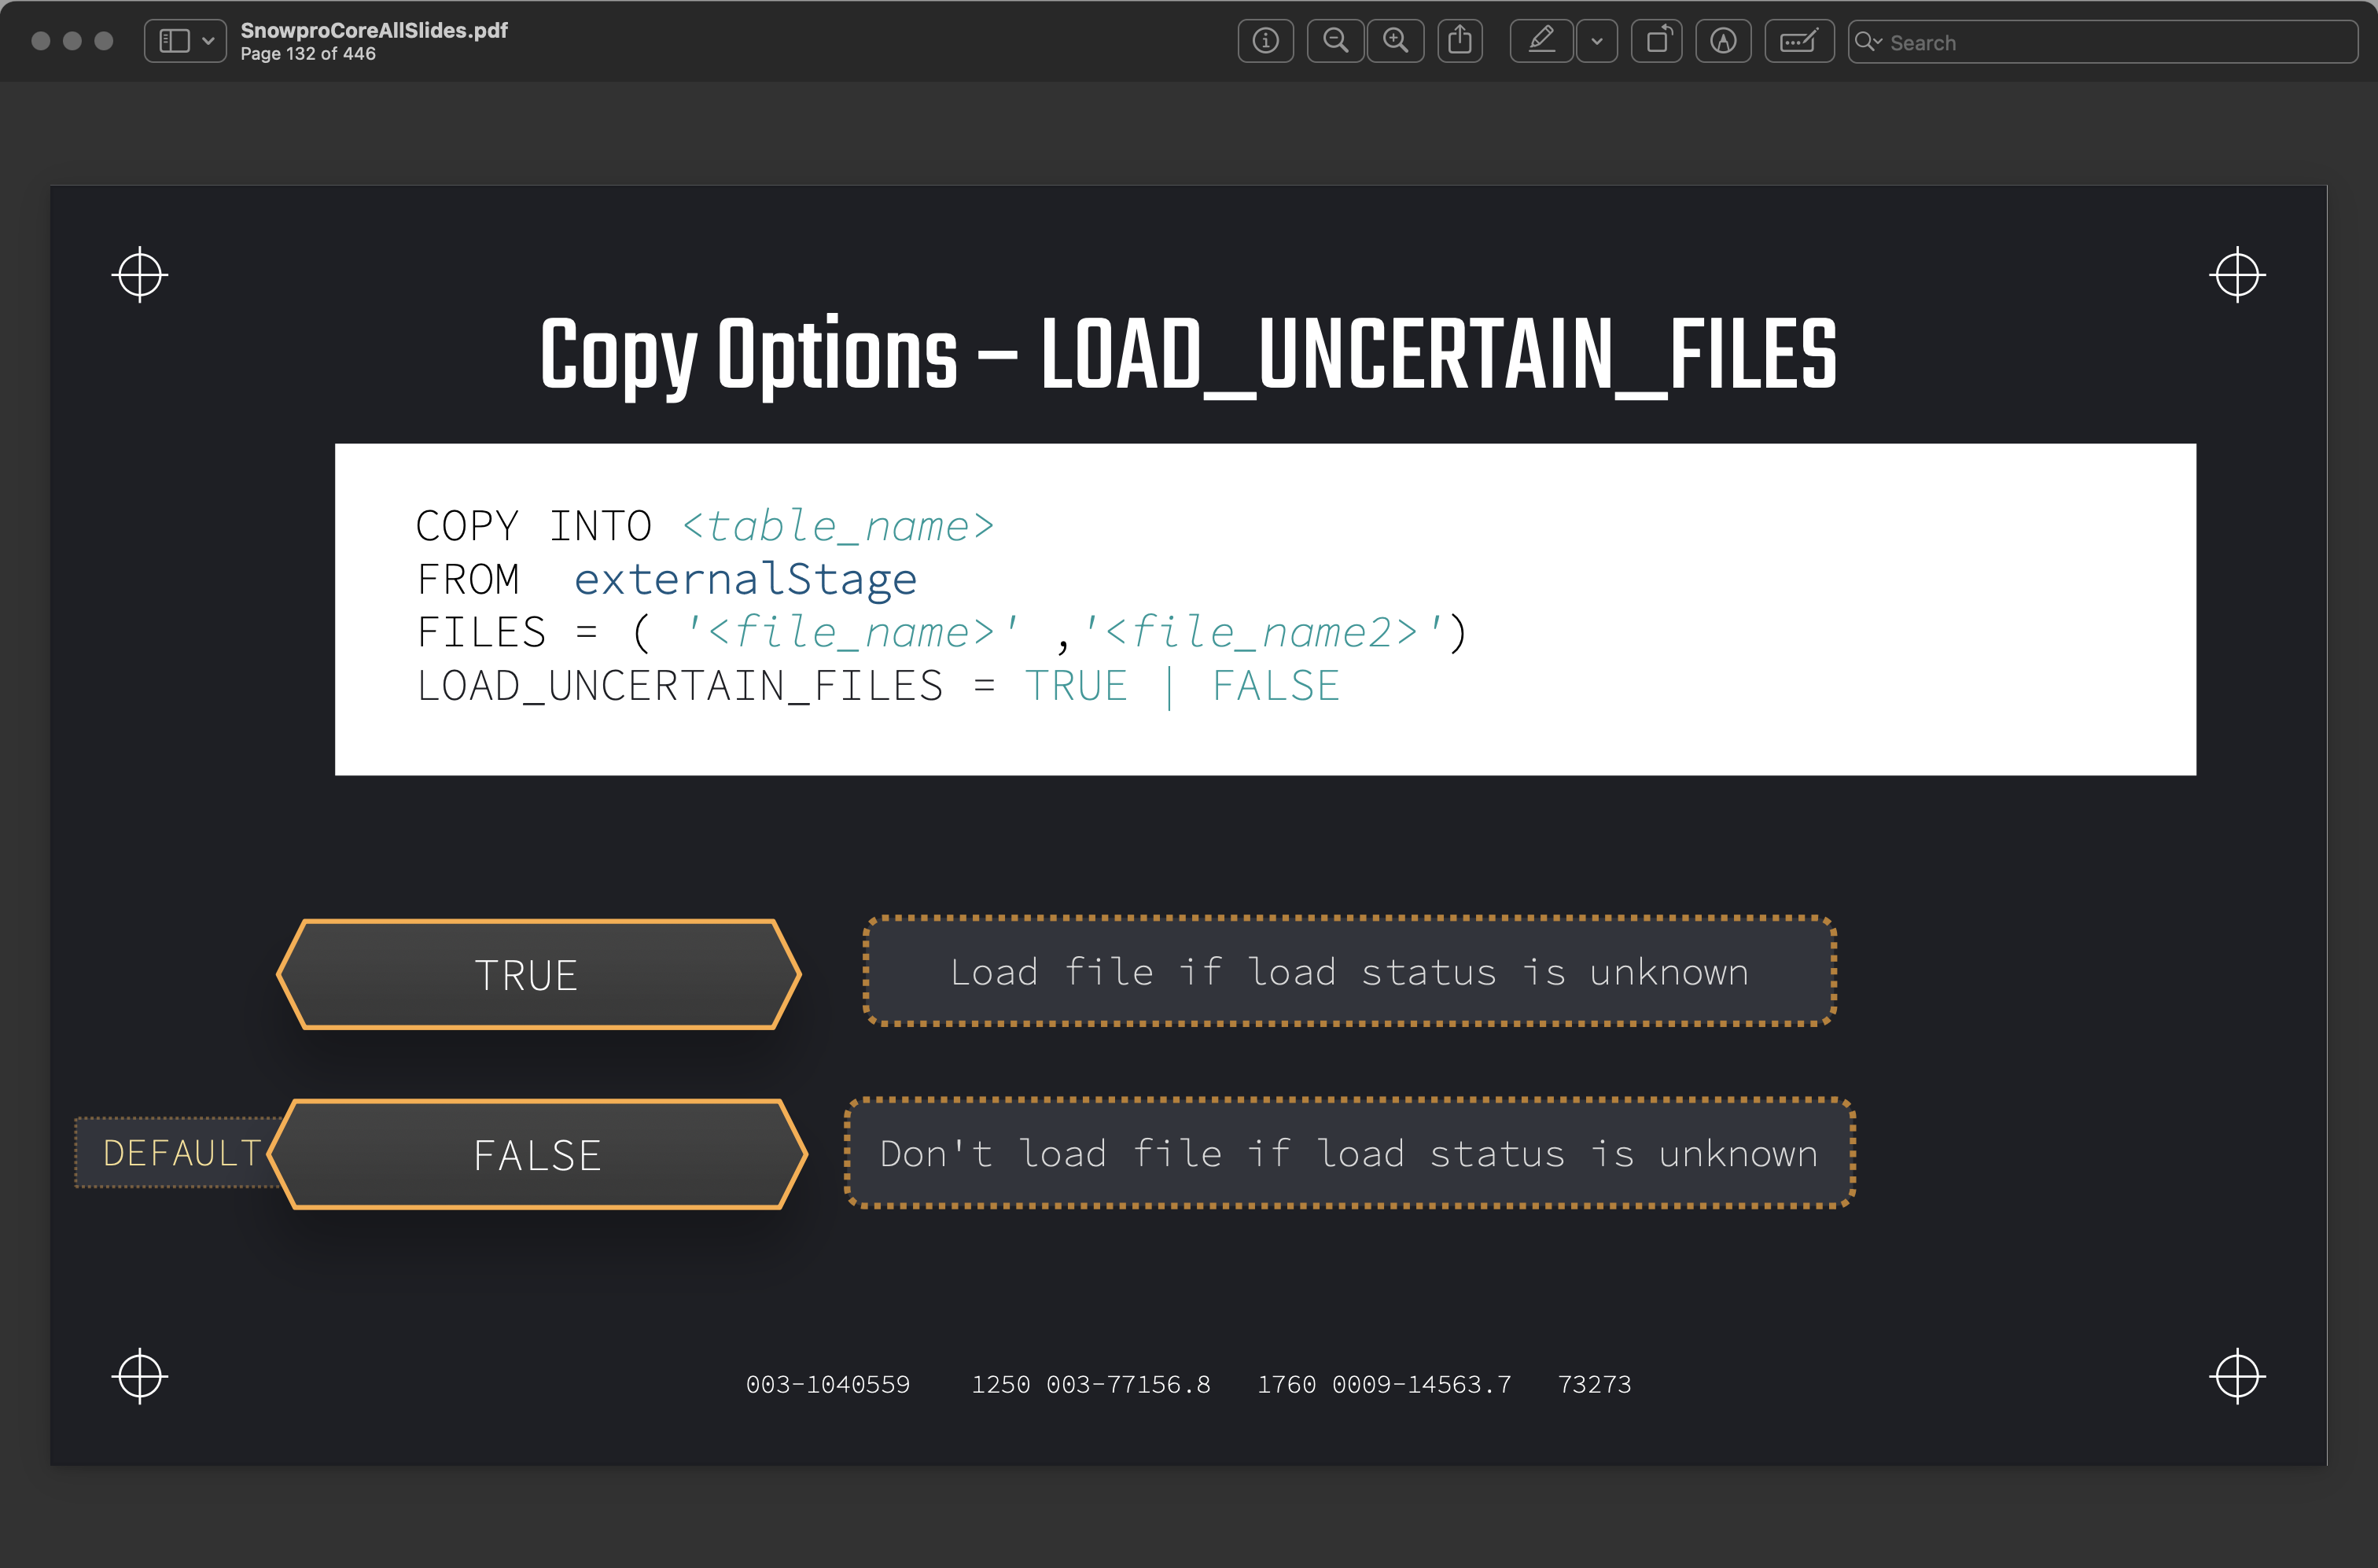 SnowproCoreAllSlides.pdf
Page 132 of 446
Search
Copy Options – LOAD_UNCERTAIN_FILES
COPY INTO <table_name>
FROM externalStage
FILES = ( '<file_name>' ,'<file_name2>')
LOAD_UNCERTAIN_FILES = TRUE | FALSE
TRUE
Load file if load status is unknown
DEFAULT
FALSE
Don't load file if load status is unknown
003-1040559 1250 003-77156.8 1760 0009-14563.7 73273